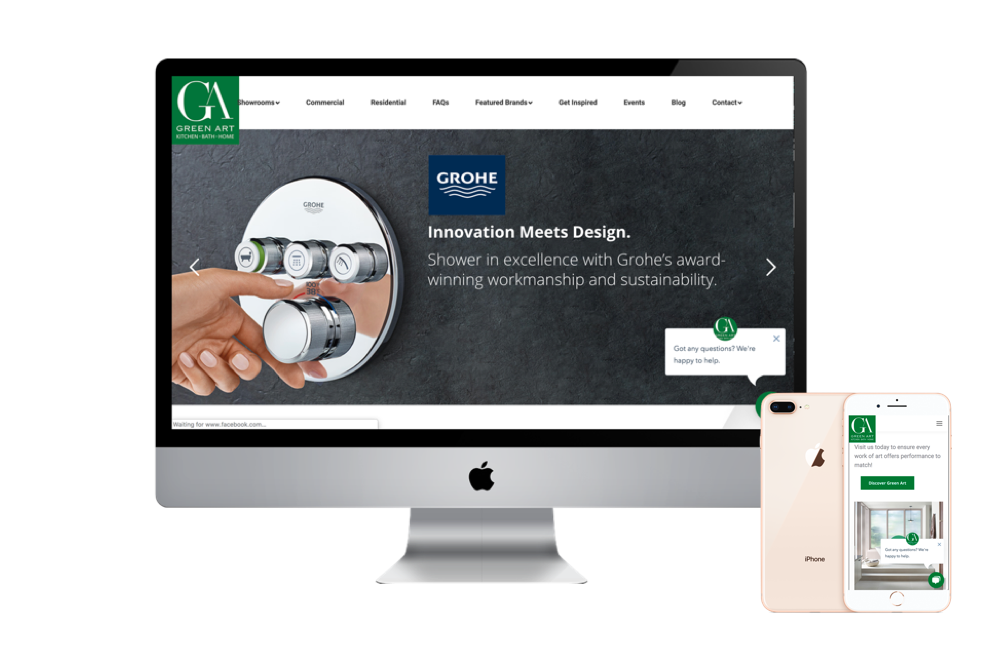 GA
GREEN ART
KITCHEN • BATH • HOME
Showrooms
Commercial
Residential
FAQs
Featured Brands
Get Inspired
Events
Blog
Contact
GROHE
GROHE
Innovation Meets Design.
Shower in excellence with Grohe's award-
winning workmanship and sustainability.
GA
GREEN ART
Got any questions? We're
happy to help.
Waiting for www.facebook.com...
iPhone
GA
GREEN ART
Visit us today to ensure every
work of art offers performance to
match!
Discover Green Art
GA
Got any questions? We're
happy to help.